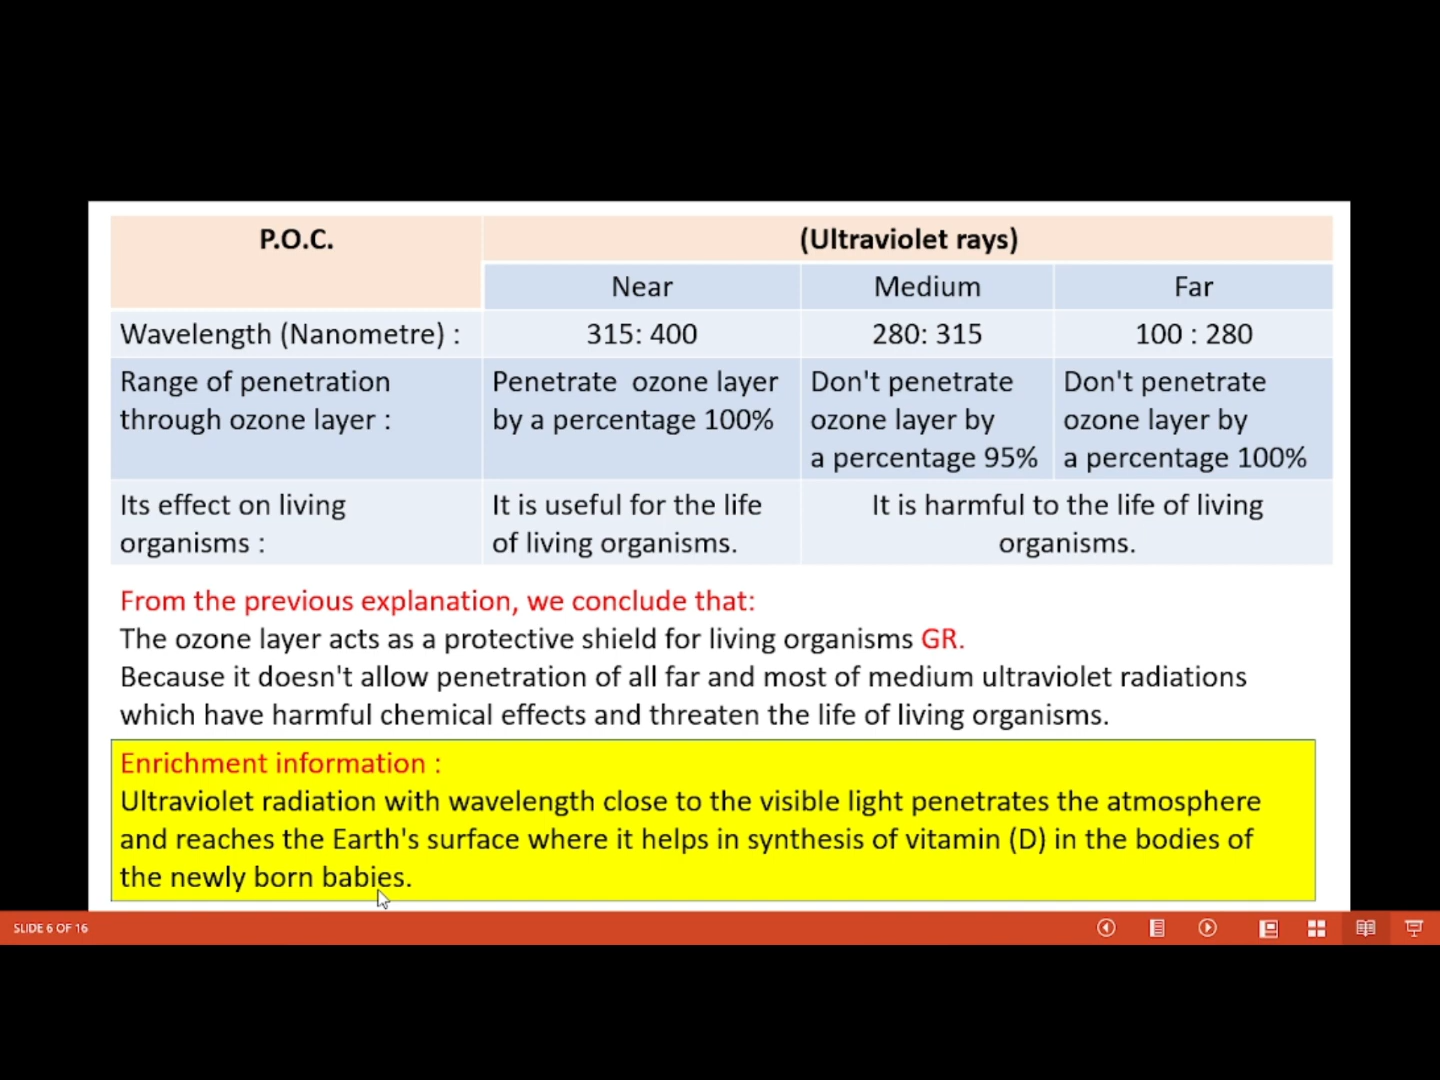 P.O.C.
(Ultraviolet rays)
Near
Medium
Far
Wavelength (Nanometre) :
315: 400
280: 315
100 : 280
Range of penetration
through ozone layer :
Penetrate ozone layer
by a percentage 100%
Don't penetrate
ozone layer by
a percentage 95%
Don't penetrate
ozone layer by
a percentage 100%
Its effect on living
organisms :
It is useful for the life
of living organisms.
It is harmful to the life of living
organisms.
From the previous explanation, we conclude that:
The ozone layer acts as a protective shield for living organisms GR.
Because it doesn't allow penetration of all far and most of medium ultraviolet radiations
which have harmful chemical effects and threaten the life of living organisms.
Enrichment information :
Ultraviolet radiation with wavelength close to the visible light penetrates the atmosphere
and reaches the Earth's surface where it helps in synthesis of vitamin (D) in the bodies of
the newly born babies.
SLIDE 6 OF 16